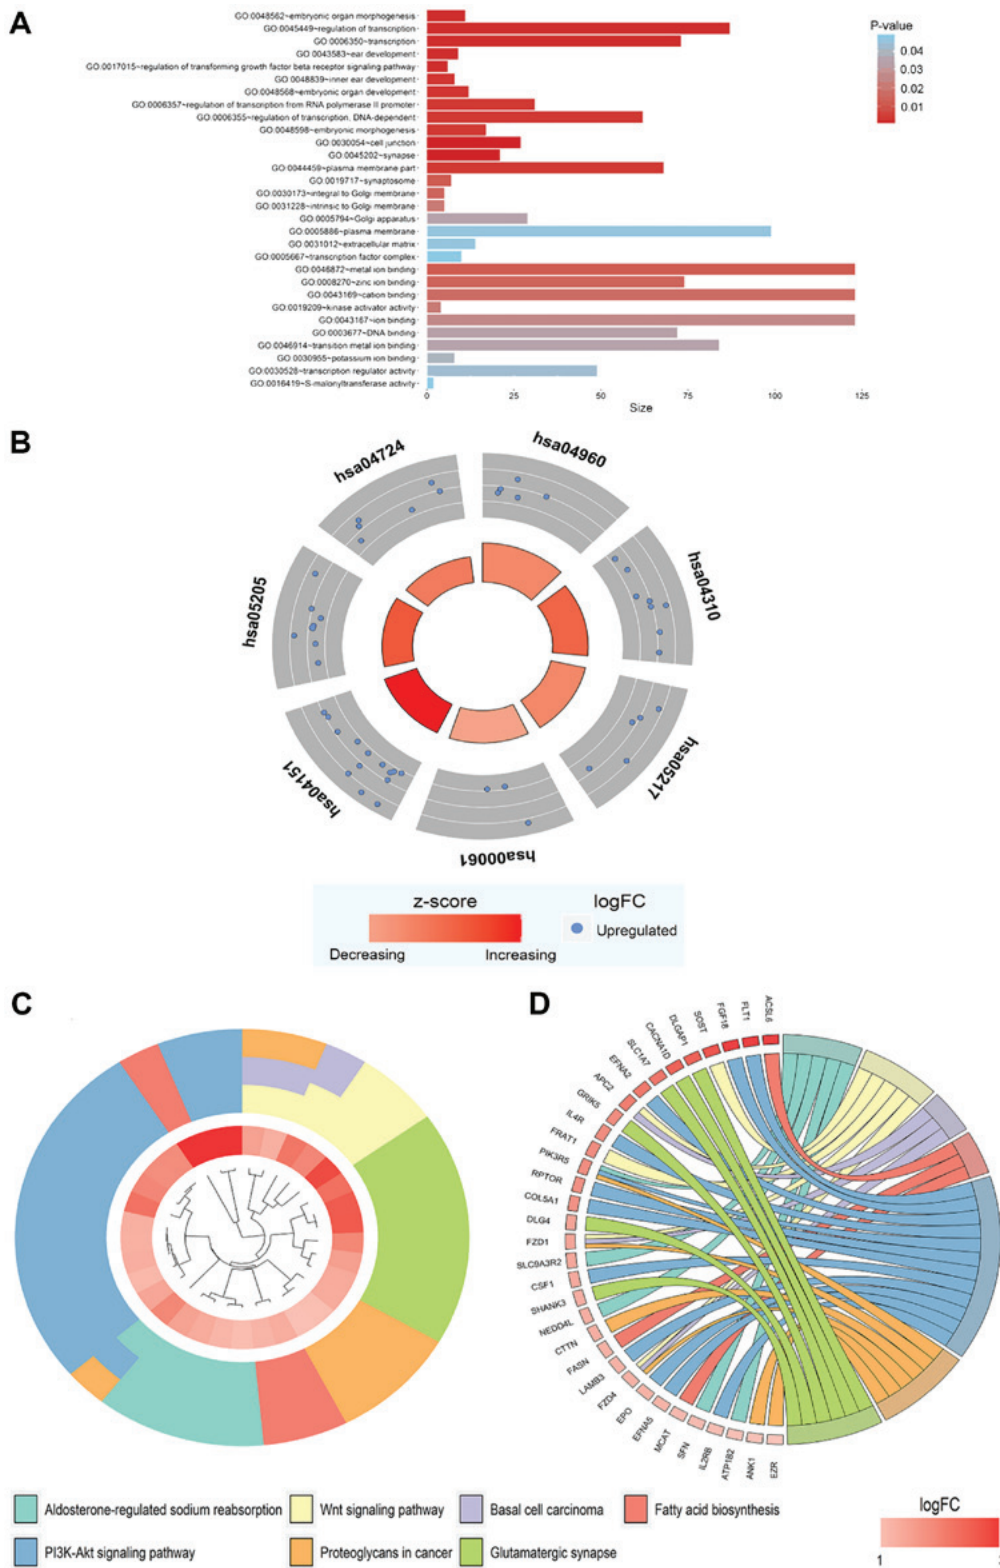 A
GO:0048562~embryonic organ morphogenesis
GO:0045449~regulation of transcription
GO:0006350~transcription
GO:0043583~ear development
GO:0017015~regulation of transforming growth factor beta receptor signaling pathway
GO:0048839~inner ear development
GO:0048568~embryonic organ development
GO:0006357~regulation of transcription from RNA polymerase II promoter
GO:0006355~regulation of transcription, DNA-dependent
GO:0048598~embryonic morphogenesis
GO:0030054~cell junction
GO:0045202~synapse
GO:0044459~plasma membrane part
GO:0019717~synaptosome
GO:0030173~integral to Golgi membrane
GO:0031228~intrinsic to Golgi membrane
GO:0005794~Golgi apparatus
GO:0005886~plasma membrane
GO:0031012~extracellular matrix
GO:0005667~transcription factor complex
GO:0046872~metal ion binding
GO:0008270~zinc ion binding
GO:0043169~cation binding
GO:0019209~kinase activator activity
GO:0043167~ion binding
GO:0003677~DNA binding
GO:0046914~transition metal ion binding
GO:0030955~potassium ion binding
GO:0030528~transcription regulator activity
GO:0016419~S-malonyltransferase activity
0 25 50 75 100 125
Size
P-value
0.04
0.03
0.02
0.01
B
hsa04724
hsa04960
hsa04310
hsa05217
hsa00061
hsa04151
hsa05205
z-score
Decreasing
Increasing
logFC
Upregulated
C
D
ACSL6
FLT1
FGF18
SOST
DLGAP1
CACNA1D
SLC1A7
EFNA2
APC2
GRIK5
IL4R
FRAT1
PIK3R5
RPTOR
COL5A1
DLG4
FZD1
SLC9A3R2
CSF1
SHANK3
NEDD4L
CTTN
FASN
LAMB3
FZD4
EPO
EFNA5
MCAT
SFN
IL2RB
ATP1B2
ANK1
EZR
Aldosterone-regulated sodium reabsorption
Wnt signaling pathway
Basal cell carcinoma
Fatty acid biosynthesis
PI3K-Akt signaling pathway
Proteoglycans in cancer
Glutamatergic synapse
logFC
1